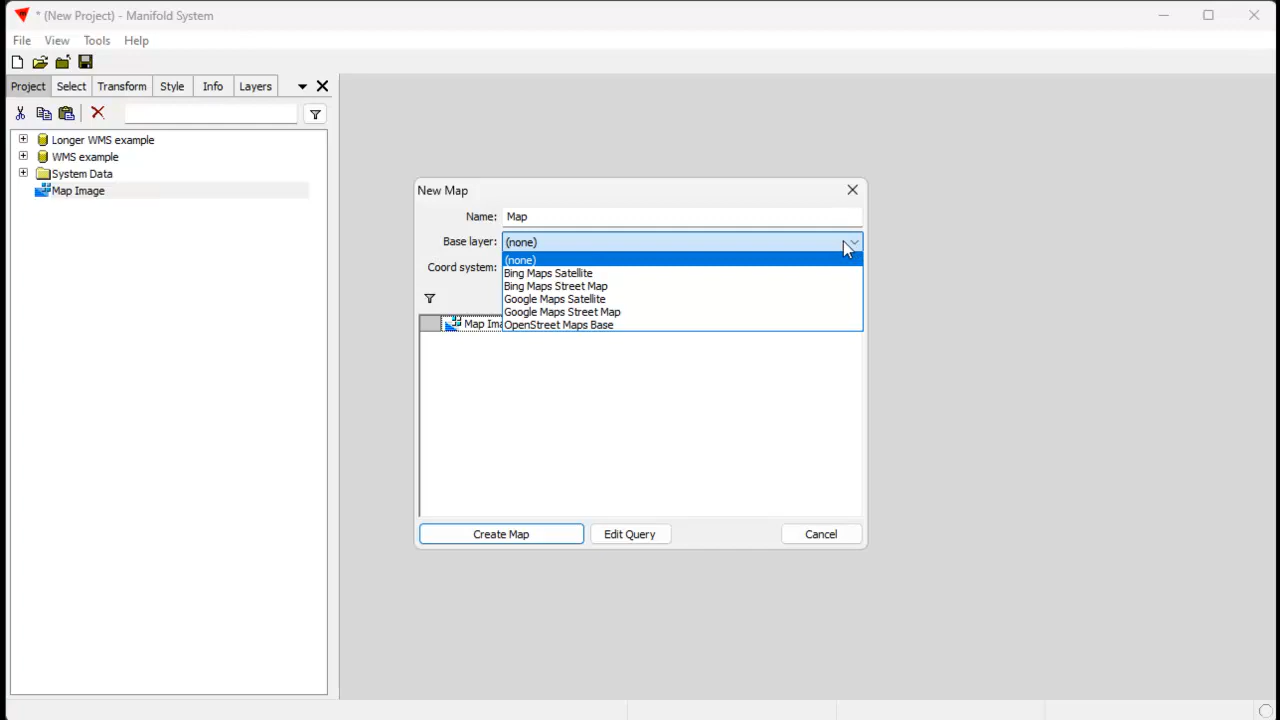 * (New Project) - Manifold System
File View Tools Help
Project Select Transform Style Info Layers
Longer WMS example
WMS example
System Data
Map Image
New Map
Name: Map
Base layer: (none)
(none)
Coord system:
Bing Maps Satellite
Bing Maps Street Map
Google Maps Satellite
Google Maps Street Map
OpenStreet Maps Base
Map Ima
Create Map Edit Query Cancel